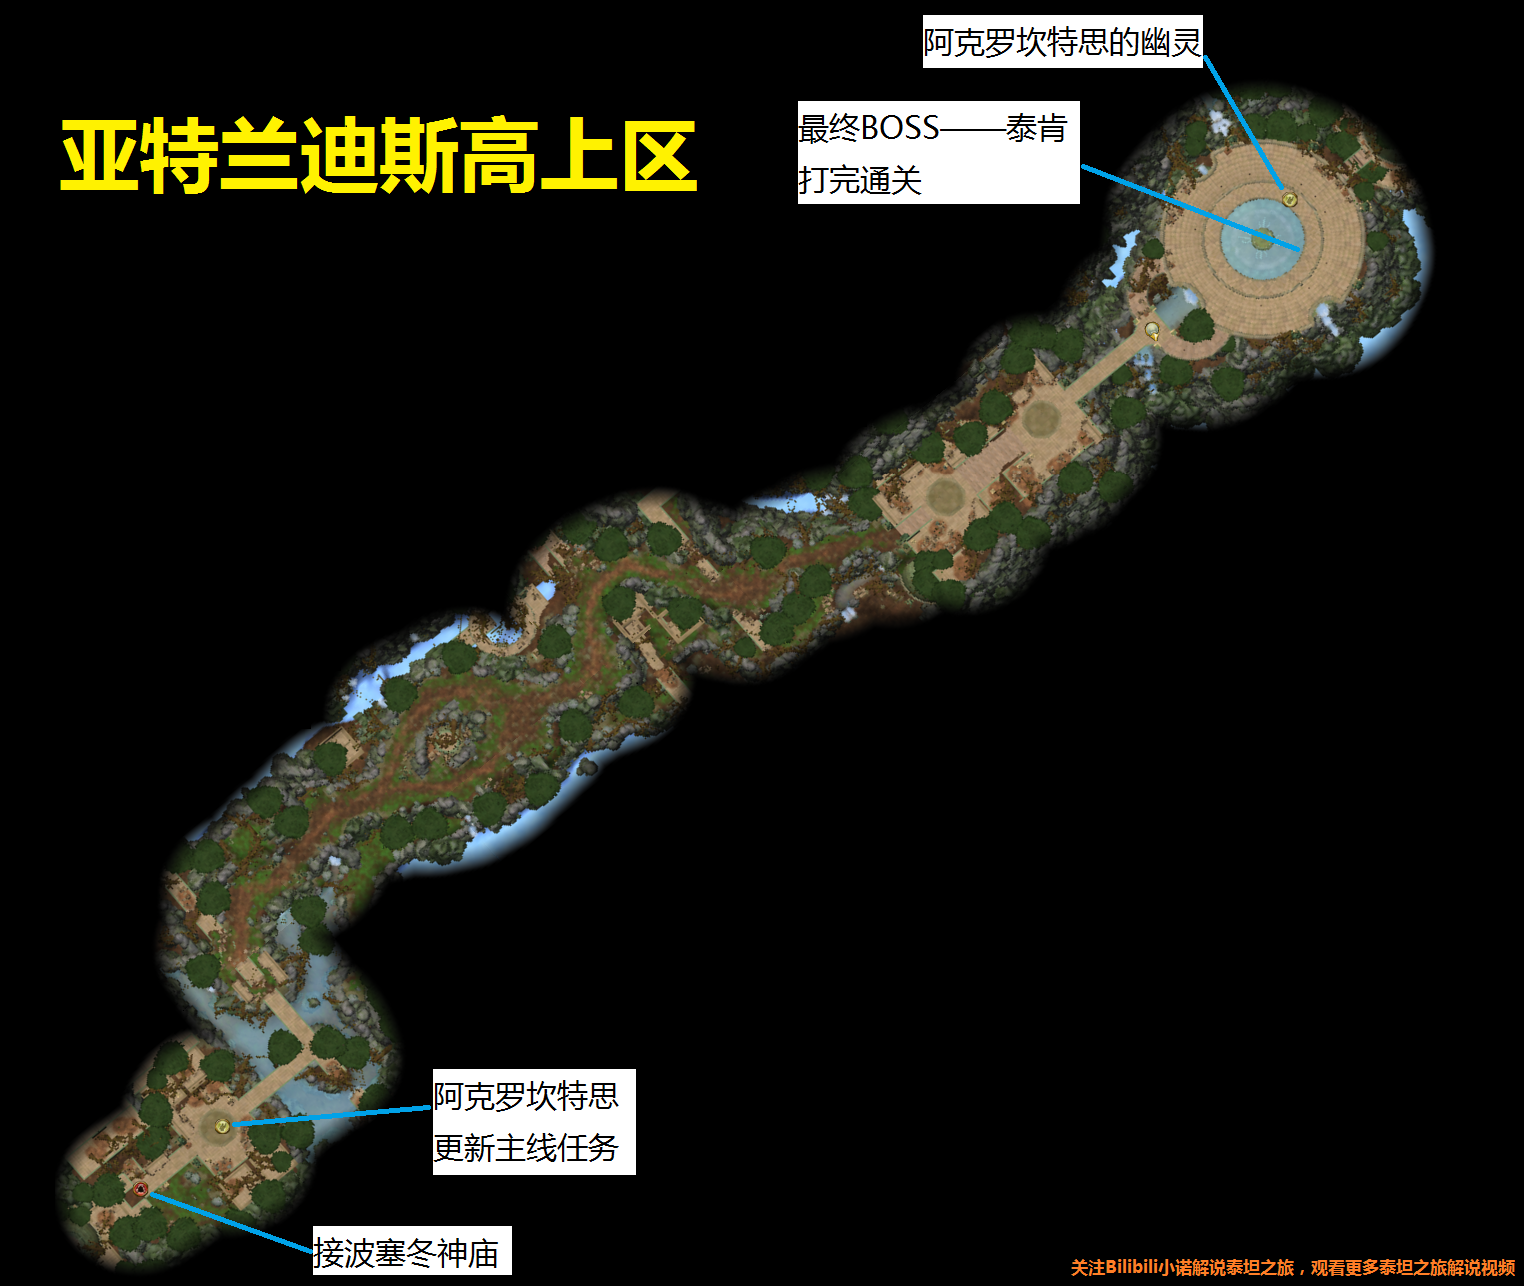 阿克罗坎特思的幽灵
亚特兰迪斯高上区
最终BOSS——泰肯
打完通关
阿克罗坎特思
更新主线任务
接波塞冬神庙
关注Bilibili小诺解说泰坦之旅，观看更多泰坦之旅解说视频